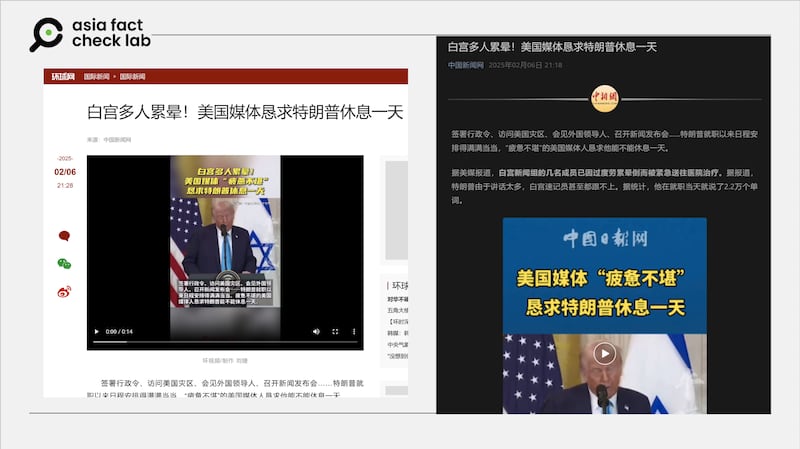 asia fact
check lab
环球网 国际新闻 > 国际新闻
白宫多人累晕！美国媒体恳求特朗普休息一天
来源：中国新闻网
-2025-
02/06
21:28
白宫多人累晕！
美国媒体“疲惫不堪”
恳求特朗普休息一天
签署行政令、访问美国灾区、会见外国领
导人、召开新闻发布会……特朗普就职以
来日程安排得满满当当，“疲惫不堪”的美国
媒体人恳求他能不能休息一天。
0:00 / 0:14
签署行政令、访问美国灾区、会见外国领导人、召开新闻发布会……特朗普就
职以来日程安排得满满当当，“疲惫不堪”的美国媒体人恳求他能不能休息一天。
环球
对华不
五角大楼
【环时深
韩媒：韩
中央气象
“没想到
白宫多人累晕！美国媒体恳求特朗普休息一天
中国新闻网 2025年02月06日 21:18
中新网
签署行政令、访问美国灾区、会见外国领导人、召开新闻发布会……特朗普就职以来日程安
排得满满当当，“疲惫不堪”的美国媒体人恳求他能不能休息一天。
据美媒报道，白宫新闻组的几名成员已因过度劳累晕倒而被紧急送往医院治疗。据报道，
特朗普由于讲话太多，白宫速记员甚至都跟不上。据统计，他在就职当天就说了2.2万个单
词。
中国日报网
美国媒体“疲惫不堪”
恳求特朗普休息一天